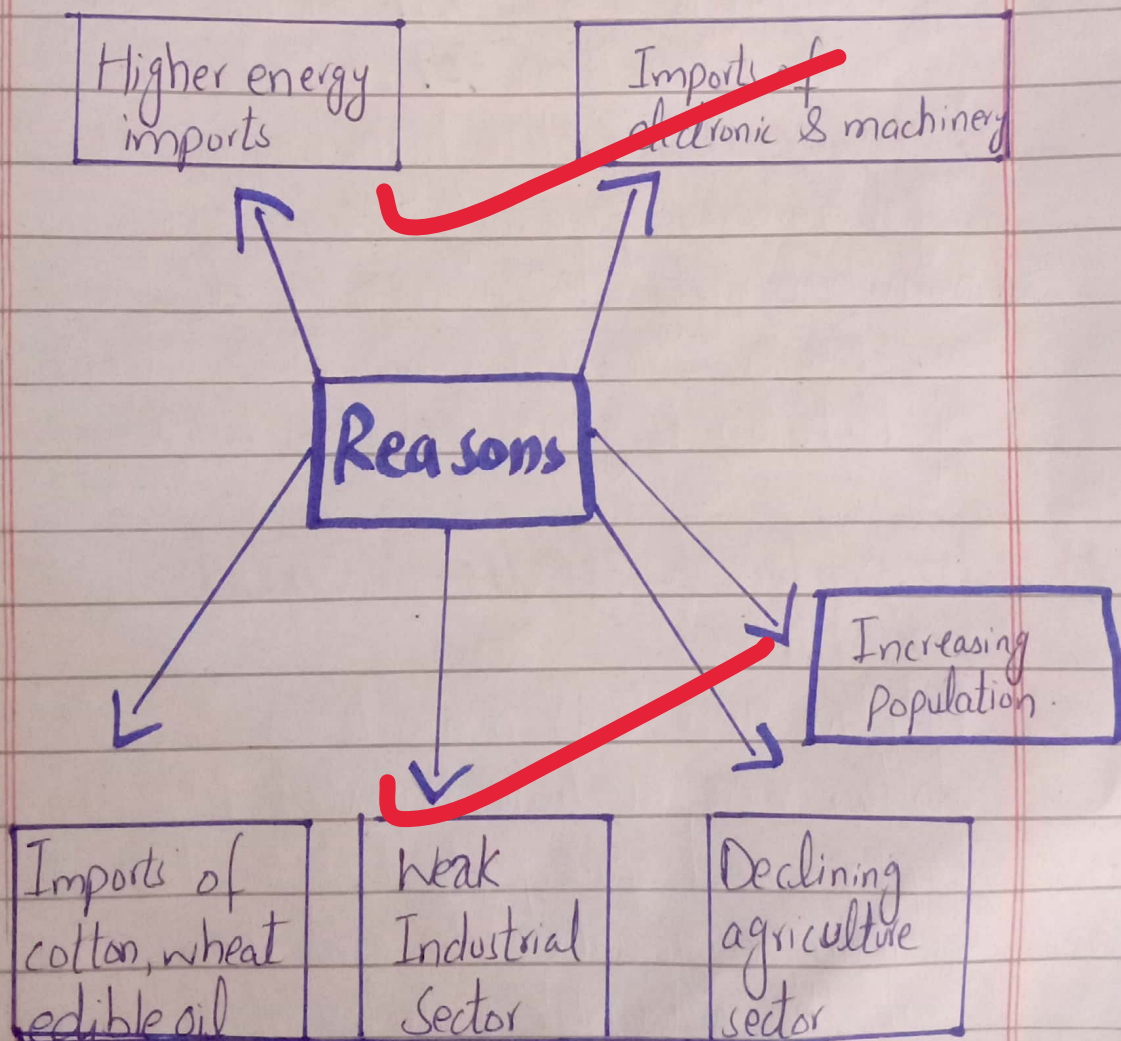 Higher energy
imports
Imports of
electronic & machinery
Reasons
Increasing
population.
Imports of
cotton, wheat
edible oil
Weak
Industrial
Sector
Declining
agriculture
sector